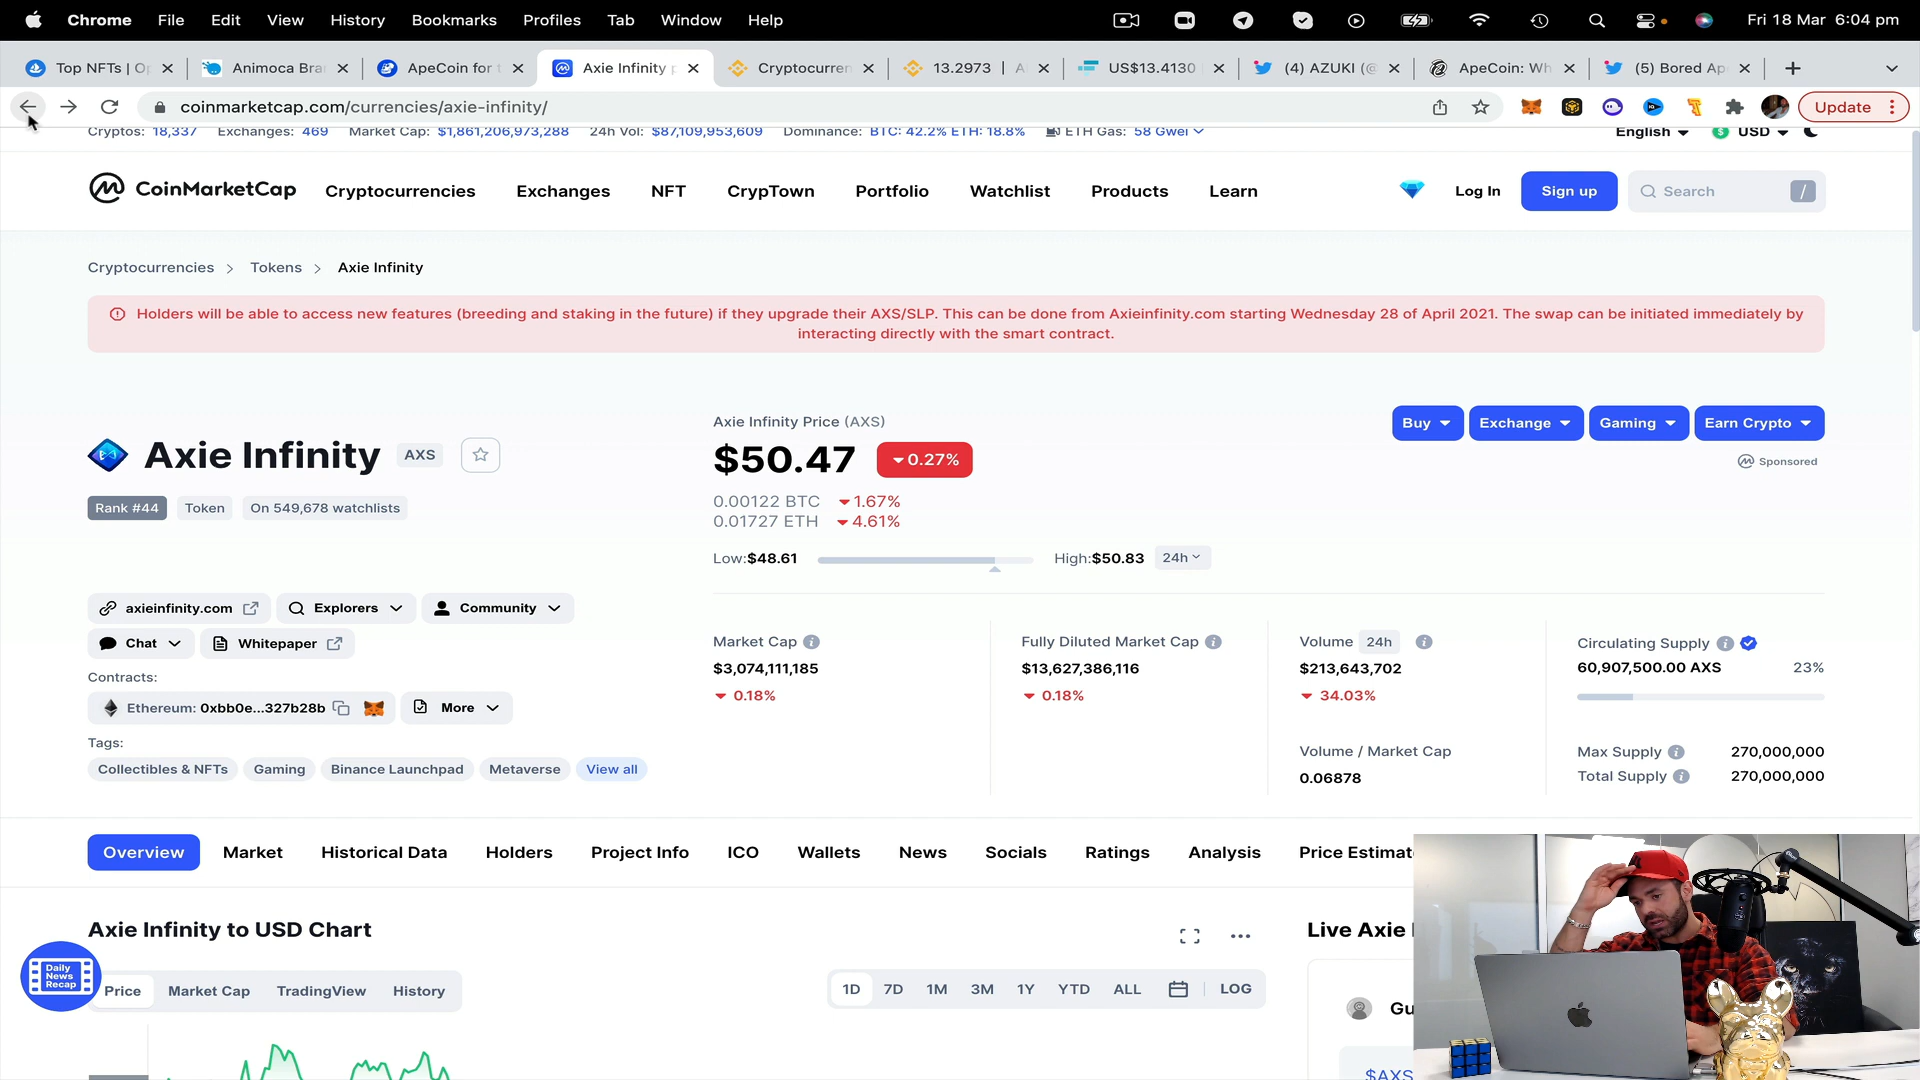 Chrome File Edit View History Bookmarks Profiles Tab Window Help Fri 18 Mar 6:04 pm
Top NFTs | Op Animoca Bra ApeCoin for t Axie Infinity p Cryptocurren 13.2973 | A US$13.4130 (4) AZUKI (@ ApeCoin: Wh (5) Bored Ap
coinmarketcap.com/currencies/axie-infinity/ Update
Cryptos: 18,337 Exchanges: 469 Market Cap: $1,861,206,973,288 24h Vol: $87,109,953,609 Dominance: BTC: 42.2% ETH: 18.8% ETH Gas: 58 Gwei English USD
CoinMarketCap Cryptocurrencies Exchanges NFT CrypTown Portfolio Watchlist Products Learn Log In Sign up Search /
Cryptocurrencies > Tokens > Axie Infinity
Holders will be able to access new features (breeding and staking in the future) if they upgrade their AXS/SLP. This can be done from Axieinfinity.com starting Wednesday 28 of April 2021. The swap can be initiated immediately by
interacting directly with the smart contract.
Axie Infinity Price (AXS)
Buy Exchange Gaming Earn Crypto
Axie Infinity AXS
$50.47 0.27%
Sponsored
Rank #44 Token On 549,678 watchlists
0.00122 BTC 1.67%
0.01727 ETH 4.61%
Low:$48.61 High:$50.83 24h
axieinfinity.com Explorers Community
Chat Whitepaper
Contracts:
Ethereum: 0xbb0e...327b28b More
Tags:
Collectibles & NFTs Gaming Binance Launchpad Metaverse View all
Market Cap
$3,074,111,185
0.18%
Fully Diluted Market Cap
$13,627,386,116
0.18%
Volume 24h
$213,643,702
34.03%
Volume / Market Cap
0.06878
Circulating Supply
60,907,500.00 AXS 23%
Max Supply 270,000,000
Total Supply 270,000,000
Overview Market Historical Data Holders Project Info ICO Wallets News Socials Ratings Analysis Price Estimat
Axie Infinity to USD Chart
Live Axie
Daily
News
Recap
Price Market Cap TradingView History
1D 7D 1M 3M 1Y YTD ALL LOG
Gu
$AXS